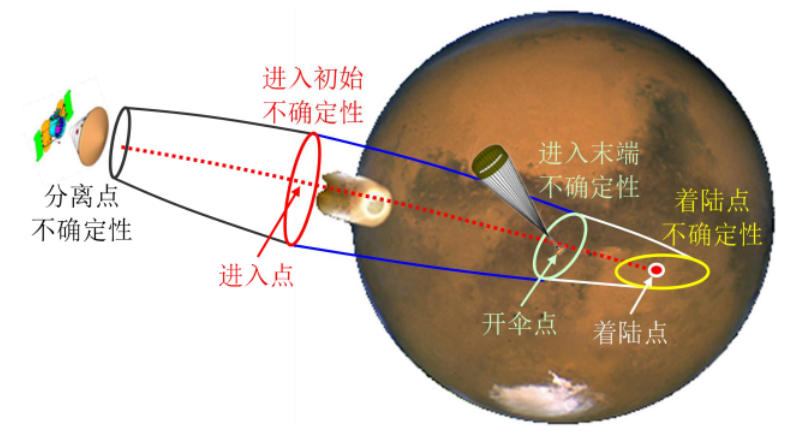 进入初始
不确定性
分离点
不确定性
进入点
进入末端
不确定性
着陆点
不确定性
开伞点
着陆点